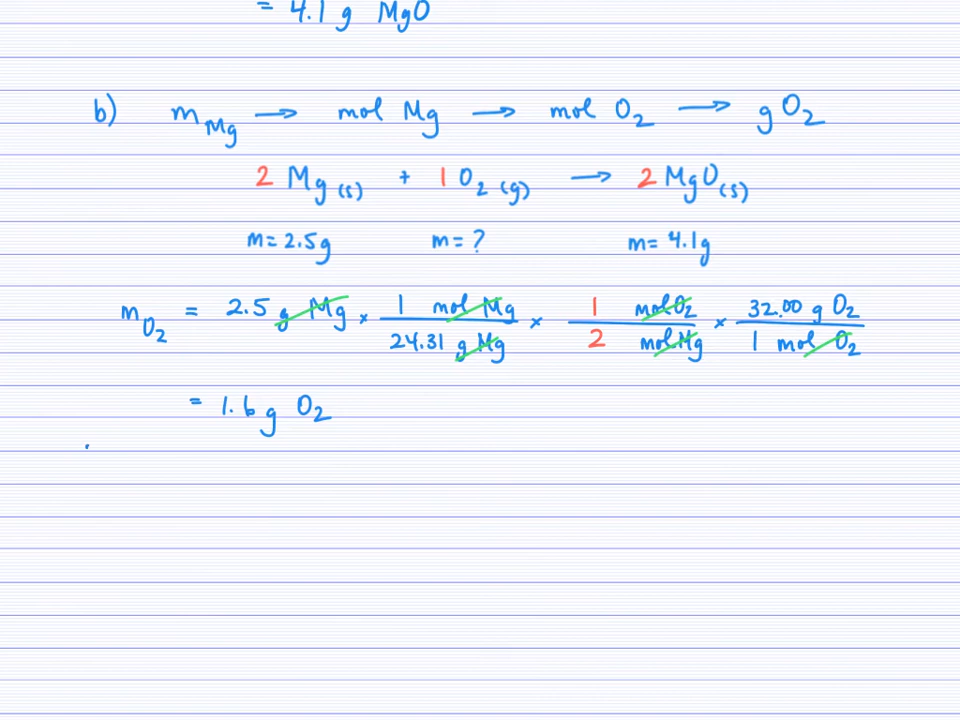 = 4.1 g MgO
b) m Mg → mol Mg → mol O2 → g O2
2 Mg (s) + 1 O2 (g) → 2 MgO (s)
m = 2.5g m = ? m = 4.1g
m O2 = 2.5 g Mg × 1 mol Mg / 24.31 g Mg × 1 mol O2 / 2 mol Mg × 32.00 g O2 / 1 mol O2
= 1.6 g O2